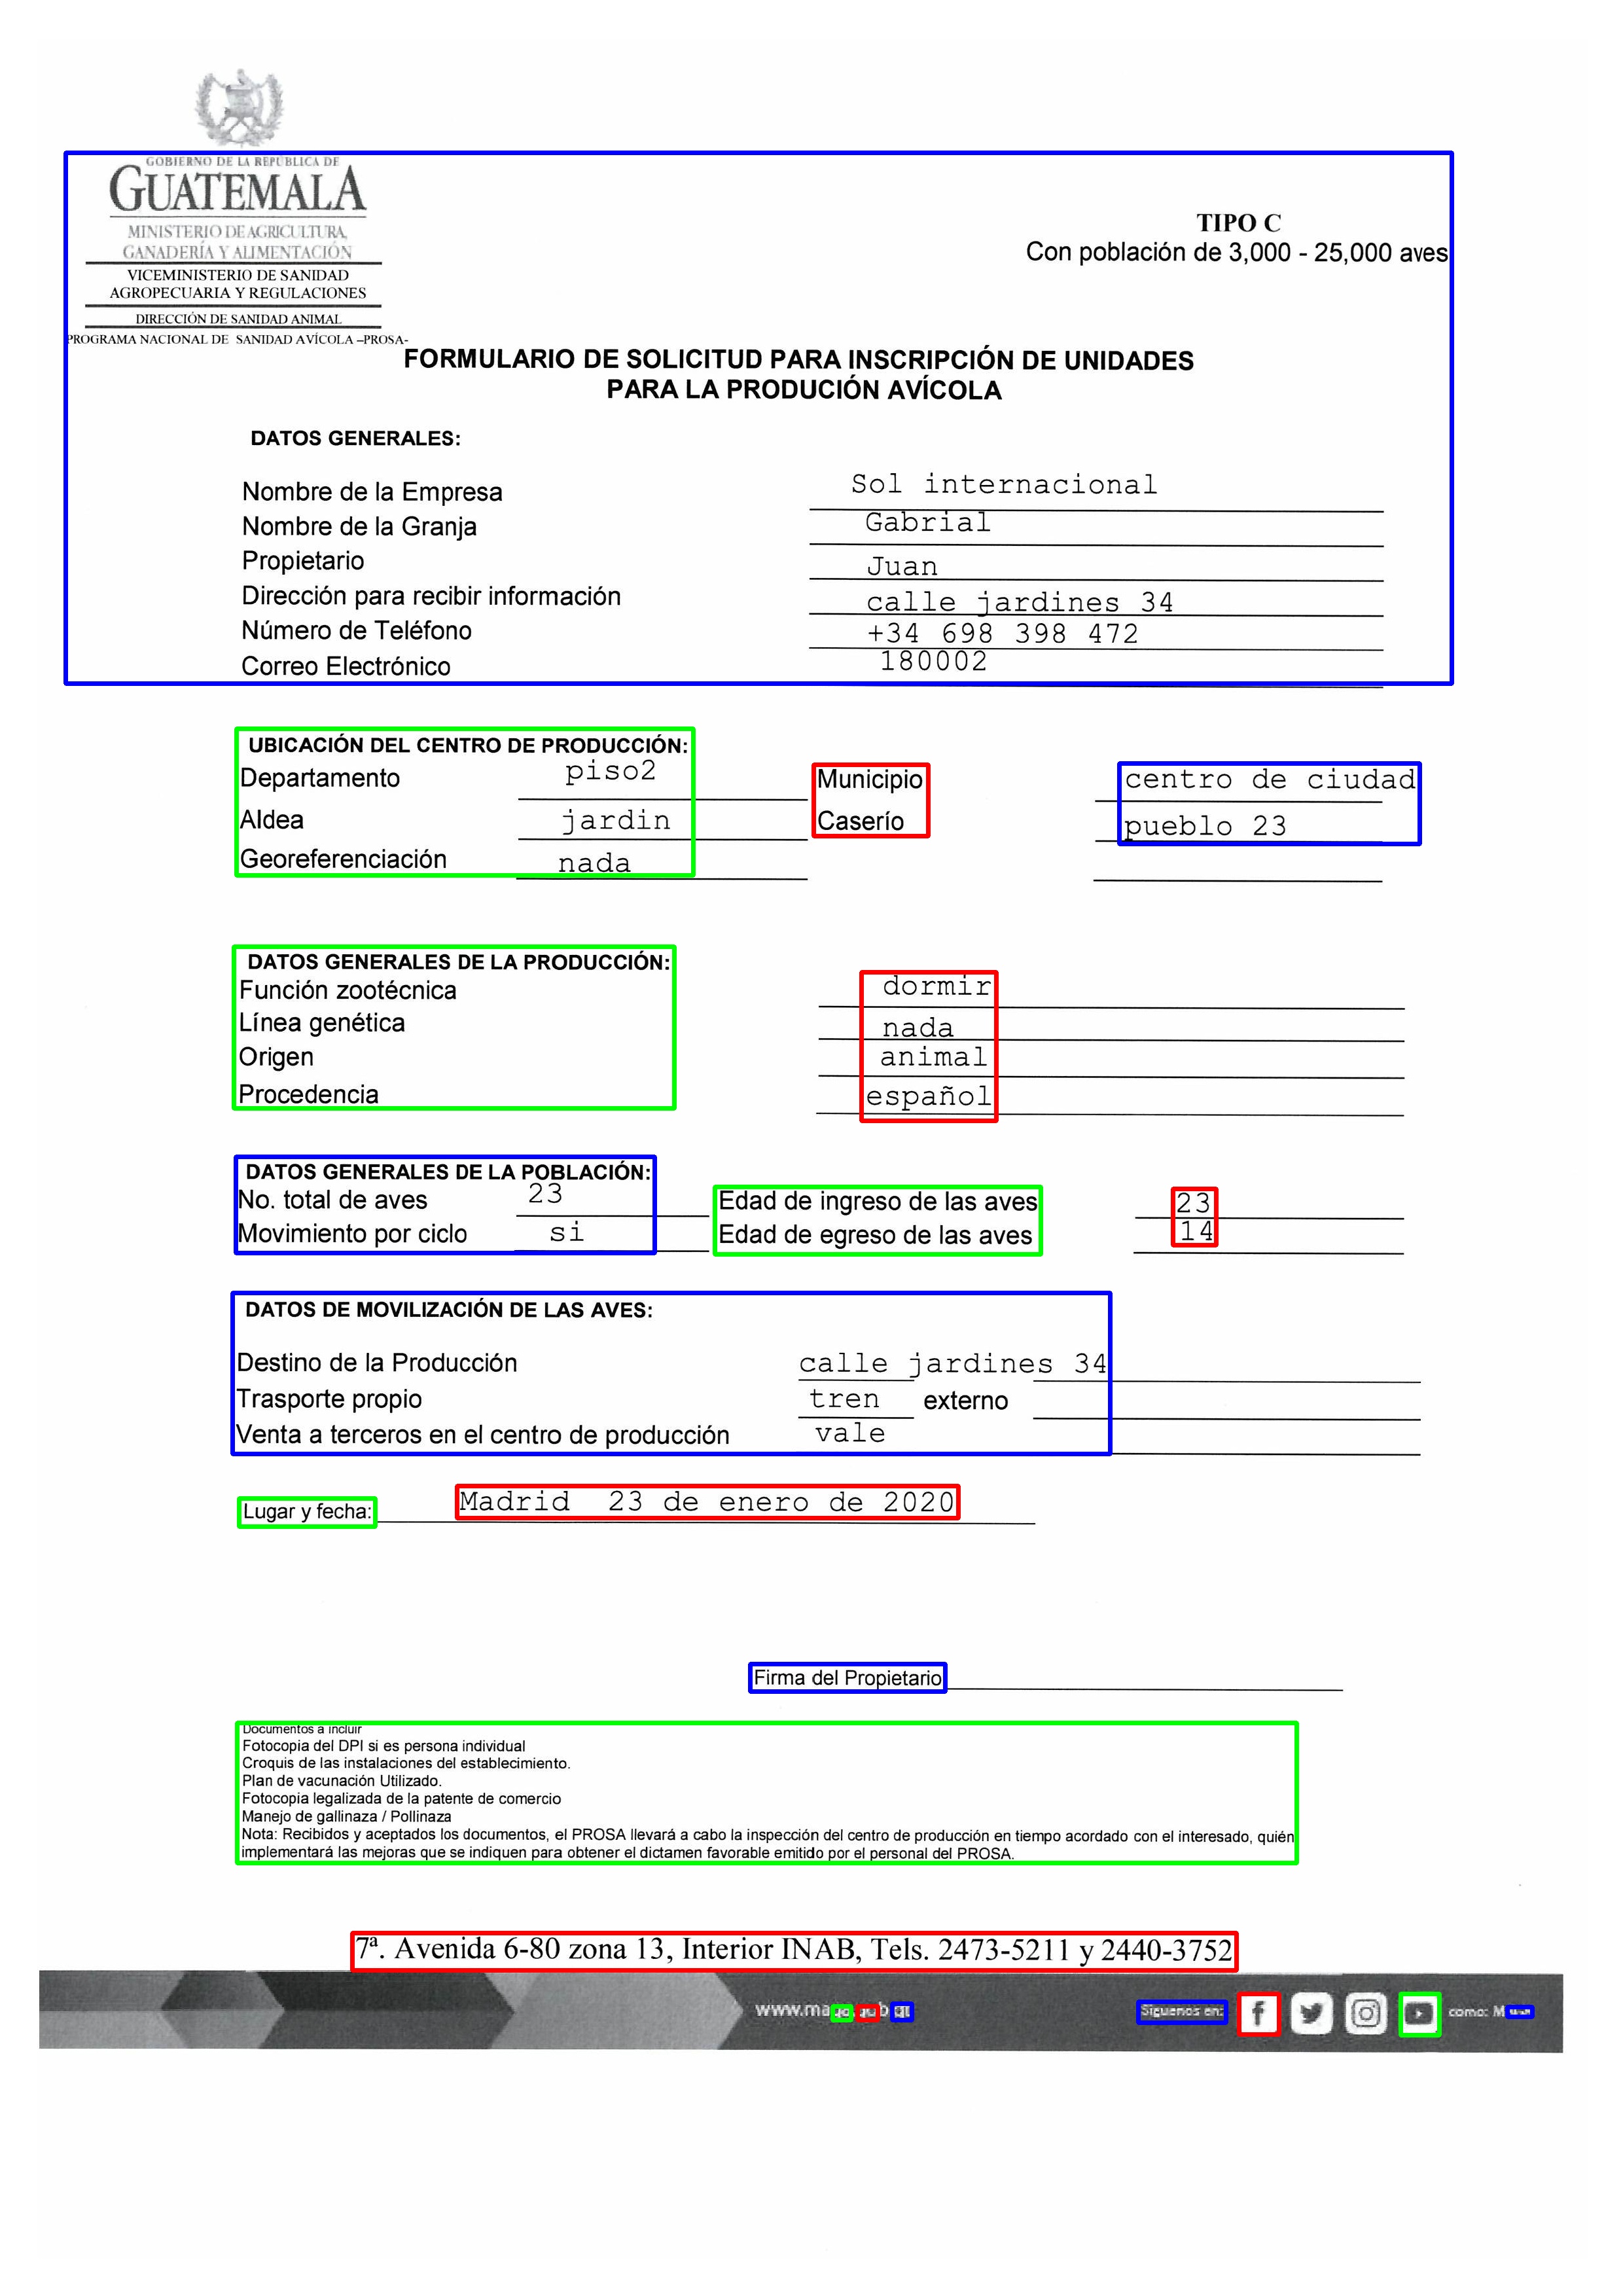 GOBIERNO DE LA REPÚBLICA DE
GUATEMALA
MINISTERIO DE AGRICULTURA,
GANADERÍA Y ALIMENTACIÓN
VICEMINISTERIO DE SANIDAD
AGROPECUARIA Y REGULACIONES
DIRECCIÓN DE SANIDAD ANIMAL
PROGRAMA NACIONAL DE SANIDAD AVÍCOLA –PROSA-
TIPO C
Con población de 3,000 - 25,000 aves
FORMULARIO DE SOLICITUD PARA INSCRIPCIÓN DE UNIDADES
PARA LA PRODUCIÓN AVÍCOLA
DATOS GENERALES:
Nombre de la Empresa Sol internacional
Nombre de la Granja Gabrial
Propietario Juan
Dirección para recibir información calle jardines 34
Número de Teléfono +34 698 398 472
Correo Electrónico 180002
UBICACIÓN DEL CENTRO DE PRODUCCIÓN:
Departamento piso2 Municipio centro de ciudad
Aldea jardin Caserío pueblo 23
Georeferenciación nada
DATOS GENERALES DE LA PRODUCCIÓN:
Función zootécnica dormir
Línea genética nada
Origen animal
Procedencia español
DATOS GENERALES DE LA POBLACIÓN:
No. total de aves 23 Edad de ingreso de las aves 23
Movimiento por ciclo si Edad de egreso de las aves 14
DATOS DE MOVILIZACIÓN DE LAS AVES:
Destino de la Producción calle jardines 34
Trasporte propio tren externo
Venta a terceros en el centro de producción vale
Lugar y fecha: Madrid 23 de enero de 2020
Firma del Propietario
Documentos a incluir
Fotocopia del DPI si es persona individual
Croquis de las instalaciones del establecimiento.
Plan de vacunación Utilizado.
Fotocopia legalizada de la patente de comercio
Manejo de gallinaza / Pollinaza
Nota: Recibidos y aceptados los documentos, el PROSA llevará a cabo la inspección del centro de producción en tiempo acordado con el interesado, quién
implementará las mejoras que se indiquen para obtener el dictamen favorable emitido por el personal del PROSA.
7ª. Avenida 6-80 zona 13, Interior INAB, Tels. 2473-5211 y 2440-3752
Síguenos en: como: